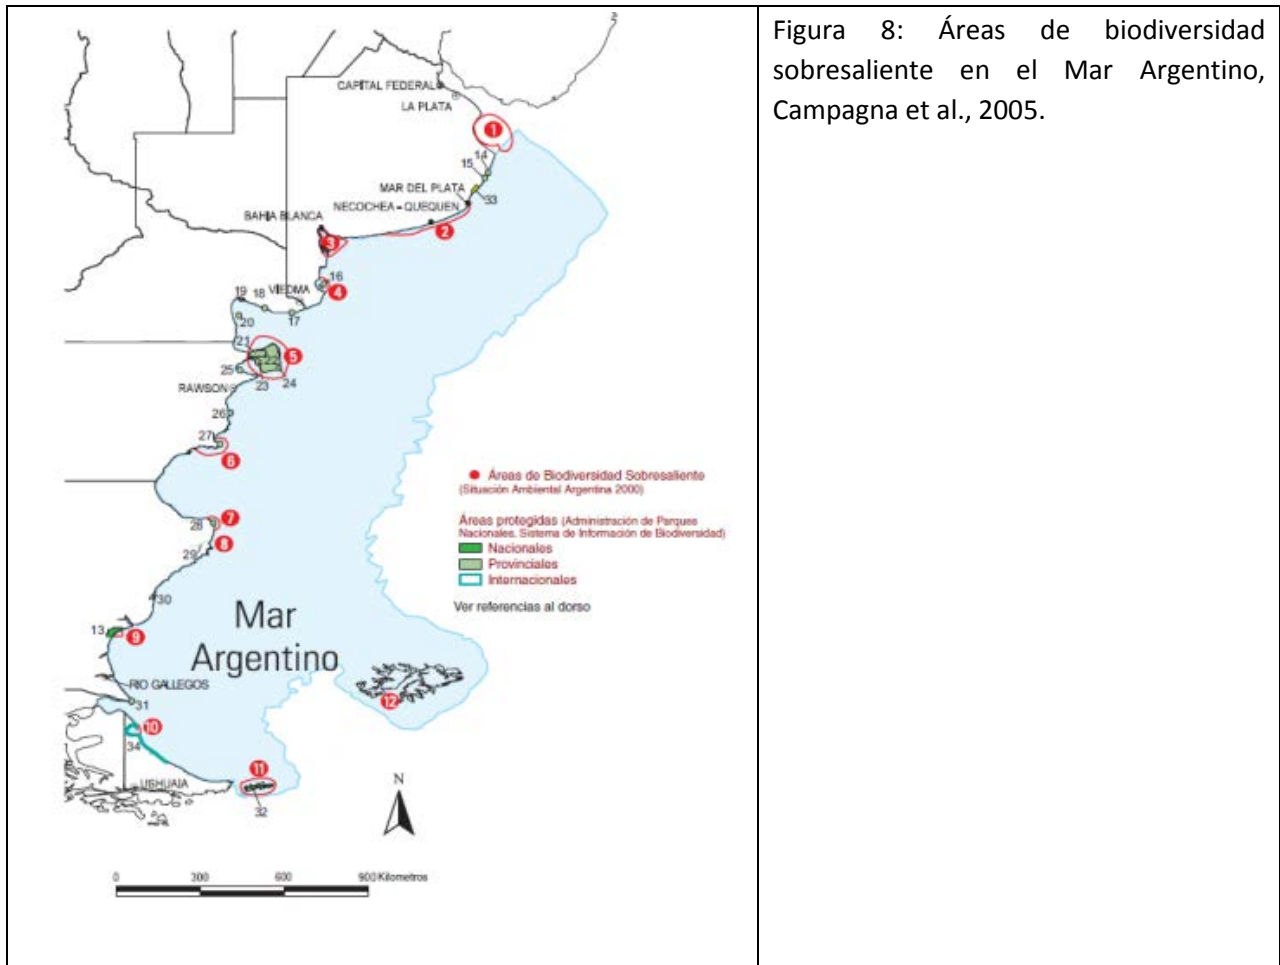 Figura 8: Áreas de biodiversidad
sobresaliente en el Mar Argentino,
Campagna et al., 2005.
CAPITAL FEDERAL
LA PLATA
1
14
15
MAR DEL PLATA
33
NECOCHEA - QUEQUEN
BAHIA BLANCA
2
3
16
VIEDMA
4
19
18
17
20
21
22
5
25
23
24
RAWSON
26
27
6
Áreas de Biodiversidad Sobresaliente
(Situación Ambiental Argentina 2000)
Áreas protegidas (Administración de Parques
Nacionales, Sistema de Información de Biodiversidad)
Nacionales
Provinciales
Internacionales
Ver referencias al dorso
28
7
8
29
30
Mar
Argentino
13
9
RIO GALLEGOS
31
12
10
34
USHUAIA
11
32
N
0 300 600 900 Kilometros